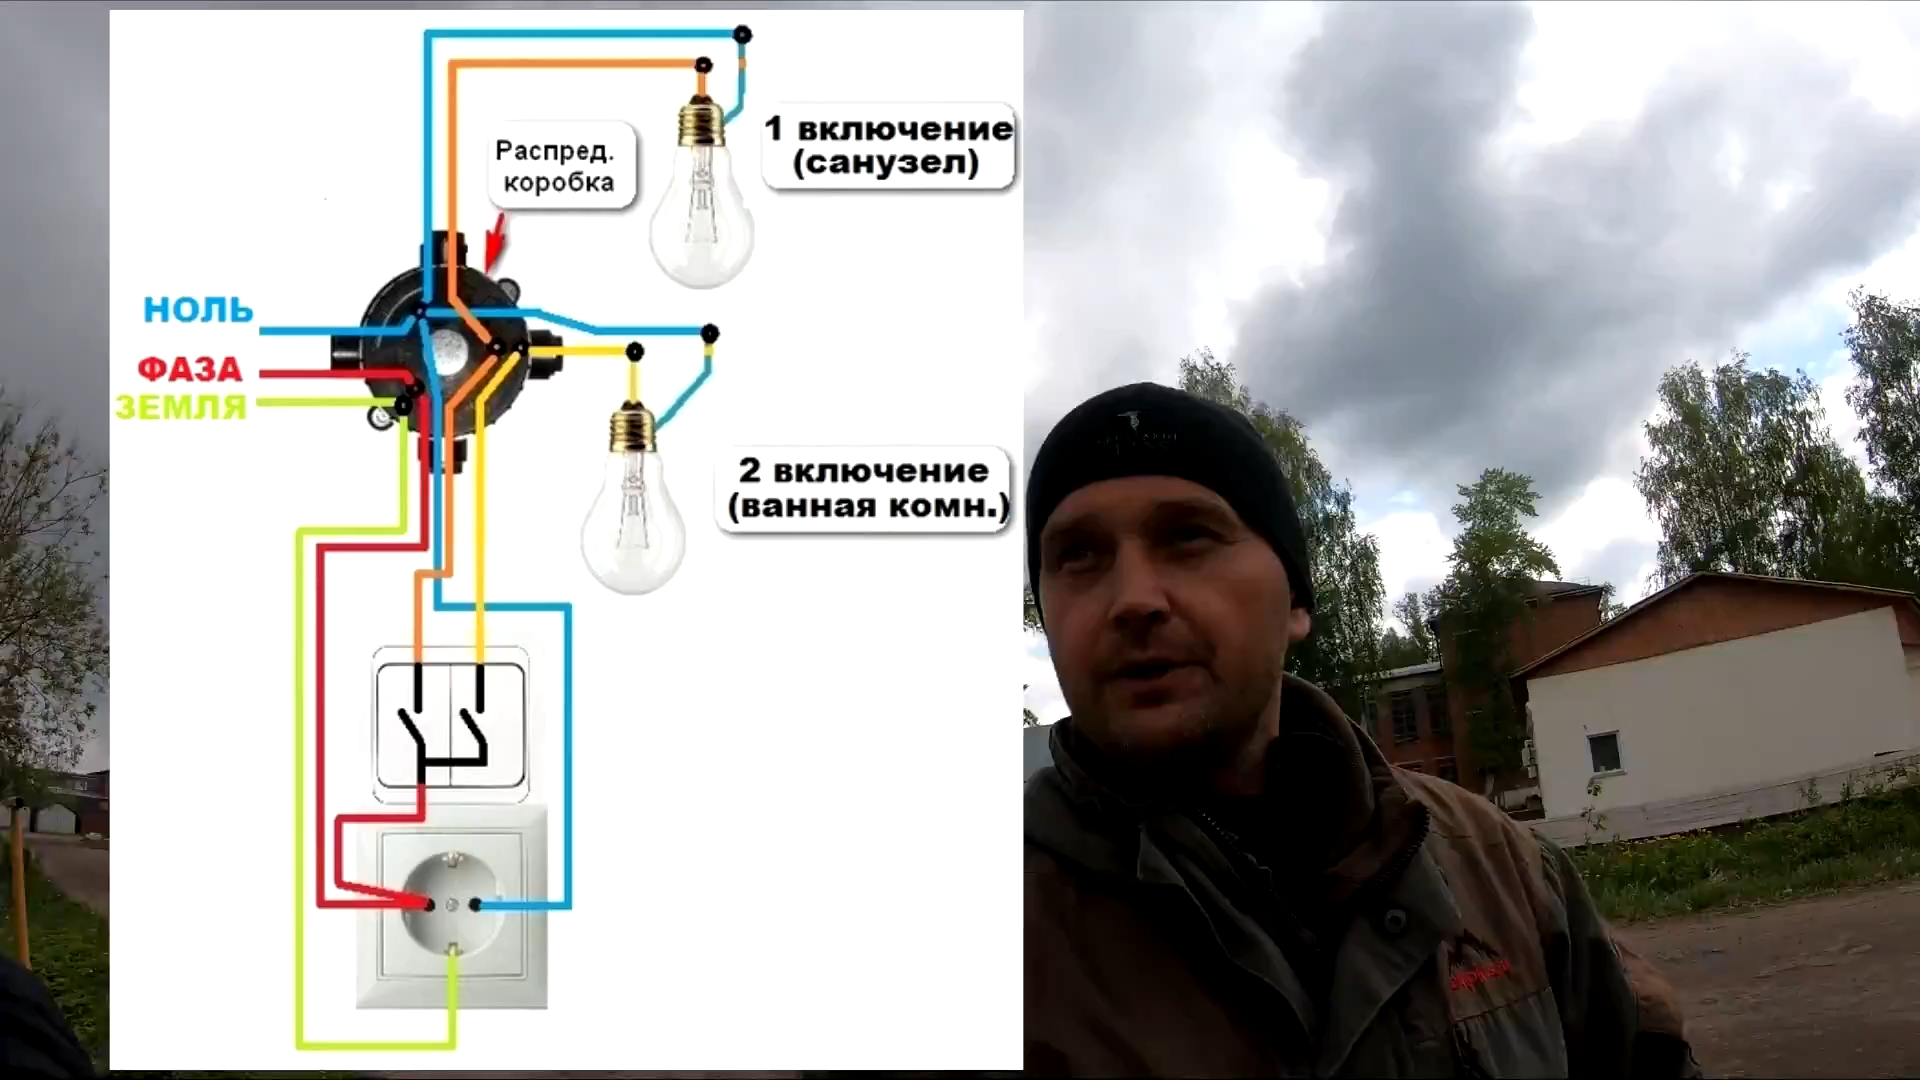 1 включение
(санузел)
Распред.
коробка
НОЛЬ
ФАЗА
ЗЕМЛЯ
2 включение
(ванная комн.)